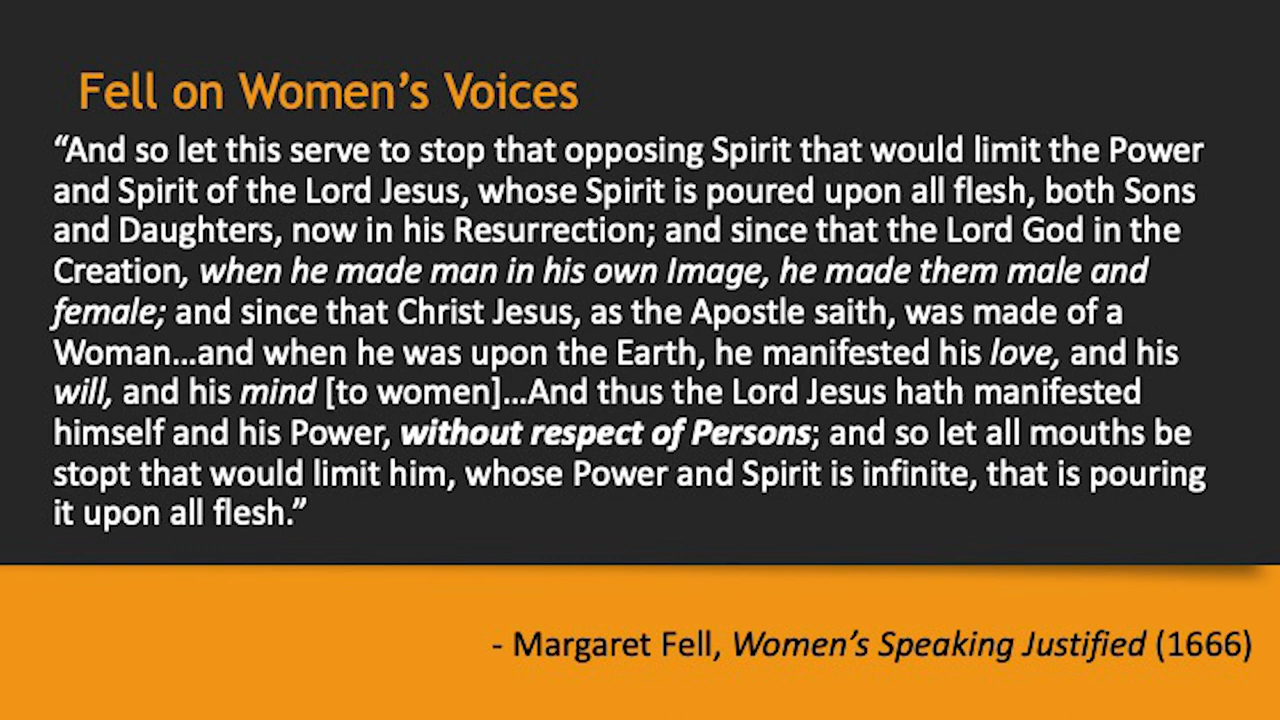 Fell on Women’s Voices
“And so let this serve to stop that opposing Spirit that would limit the Power
and Spirit of the Lord Jesus, whose Spirit is poured upon all flesh, both Sons
and Daughters, now in his Resurrection; and since that the Lord God in the
Creation, when he made man in his own Image, he made them male and
female; and since that Christ Jesus, as the Apostle saith, was made of a
Woman…and when he was upon the Earth, he manifested his love, and his
will, and his mind [to women]…And thus the Lord Jesus hath manifested
himself and his Power, without respect of Persons; and so let all mouths be
stopt that would limit him, whose Power and Spirit is infinite, that is pouring
it upon all flesh.”
- Margaret Fell, Women’s Speaking Justified (1666)